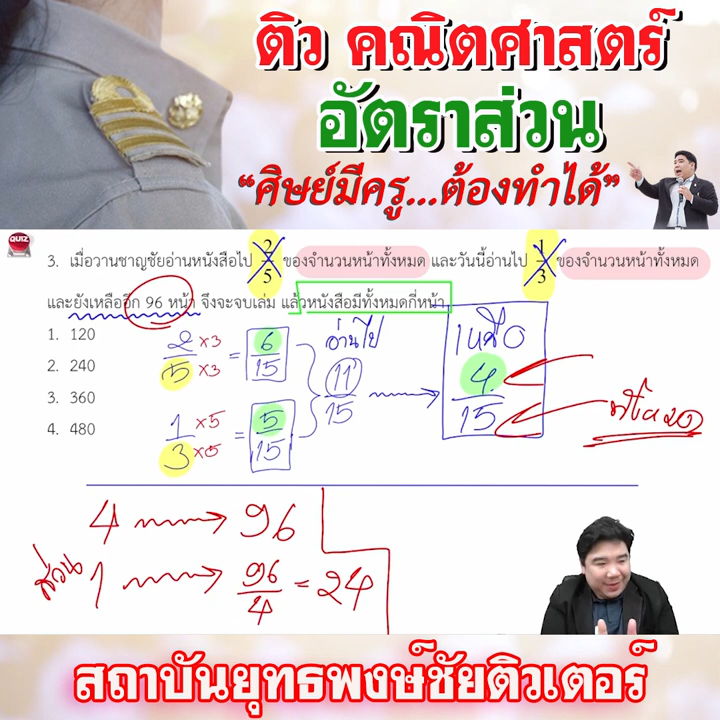 ติว คณิตศาสตร์
อัตราส่วน
“ศิษย์มีครู...ต้องทำได้”
QUIZ
3. เมื่อวานชาญชัยอ่านหนังสือไป 2/5 ของจำนวนหน้าทั้งหมด และวันนี้อ่านไป 1/3 ของจำนวนหน้าทั้งหมด
และยังเหลืออีก 96 หน้า จึงจะจบเล่ม แล้วหนังสือมีทั้งหมดกี่หน้า
1. 120
2. 240
3. 360
4. 480
2/5 ×3 ×3 = 6/15
1/3 ×5 ×5 = 5/15
อ่านไป
11/15
เหลือ
4/15
ทั้งหมด
4 → 96
ส่วน 1 → 96/4 = 24
สถาบันยุทธพงษ์ชัยติวเตอร์